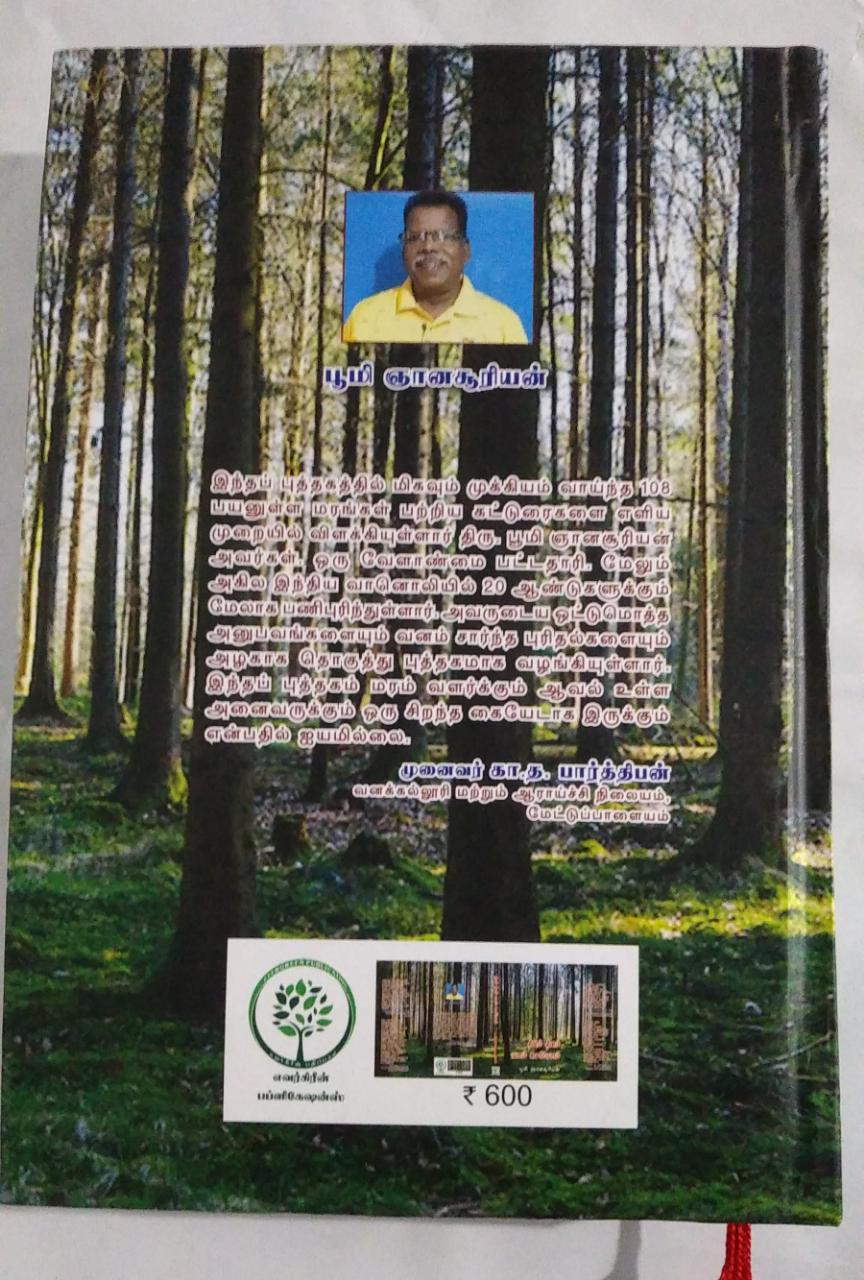 பூமி ஞானசூரியன்
இந்தப் புத்தகத்தில் மிகவும் முக்கியம் வாய்ந்த 108
பயனுள்ள மரங்கள் பற்றிய கட்டுரைகளை எளிய
முறையில் விளக்கியுள்ளார் திரு. பூமி ஞானசூரியன்
அவர்கள். ஒரு வேளாண்மை பட்டதாரி. மேலும்
அகில இந்திய வானொலியில் 20 ஆண்டுகளுக்கும்
மேலாக பணிபுரிந்துள்ளார். அவருடைய ஒட்டுமொத்த
அனுபவங்களையும் வனம் சார்ந்த புரிதல்களையும்
அழகாக தொகுத்து புத்தகமாக வழங்கியுள்ளார்.
இந்தப் புத்தகம் மரம் வளர்க்கும் ஆவல் உள்ள
அனைவருக்கும் ஒரு சிறந்த கையேடாக இருக்கும்
என்பதில் ஐயமில்லை.
முனைவர் கா.த. பார்த்திபன்
வனக்கல்லூரி மற்றும் ஆராய்ச்சி நிலையம்,
மேட்டுப்பாளையம்
EVERGREEN PUBLICATIONS
எவர்கிரீன்
பப்ளிகேஷன்ஸ்
₹ 600